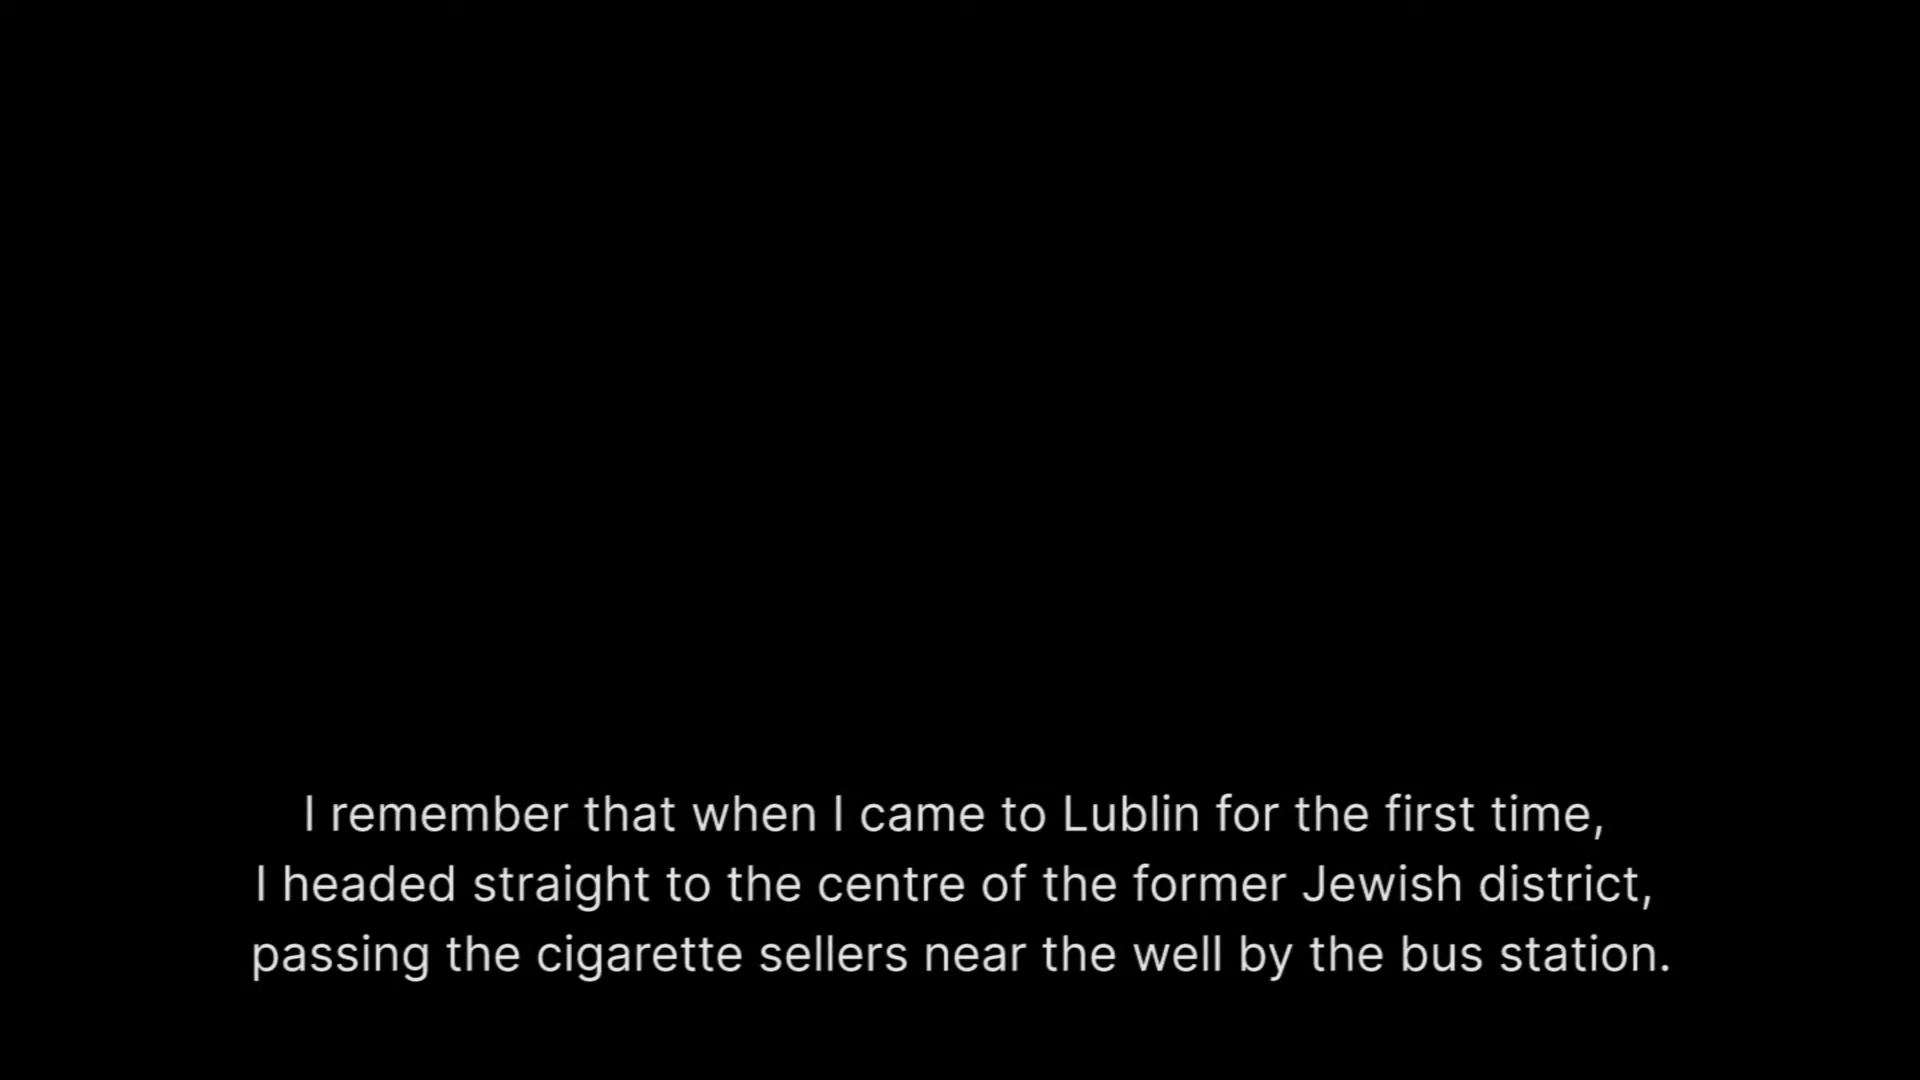 I remember that when I came to Lublin for the first time,
I headed straight to the centre of the former Jewish district,
passing the cigarette sellers near the well by the bus station.